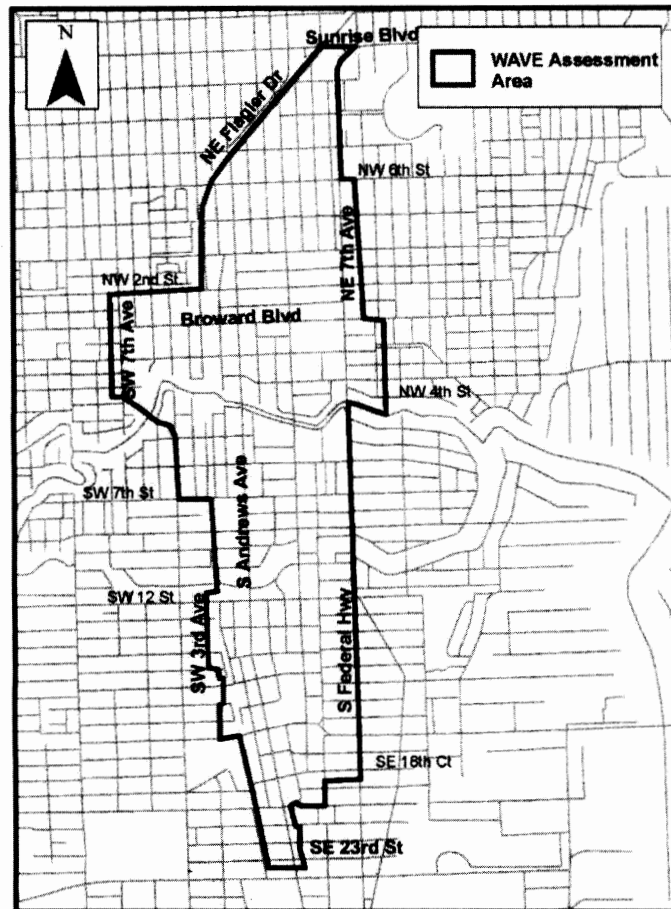 N
Sunrise Blvd
WAVE Assessment
Area
NE Flagler Dr
NW 6th St
NE 7th Ave
NW 2nd St
Broward Blvd
SW 7th Ave
NW 4th St
SW 7th St
S Andrews Ave
SW 12 St
SW 3rd Ave
S Federal Hwy
SE 18th Ct
SE 23rd St